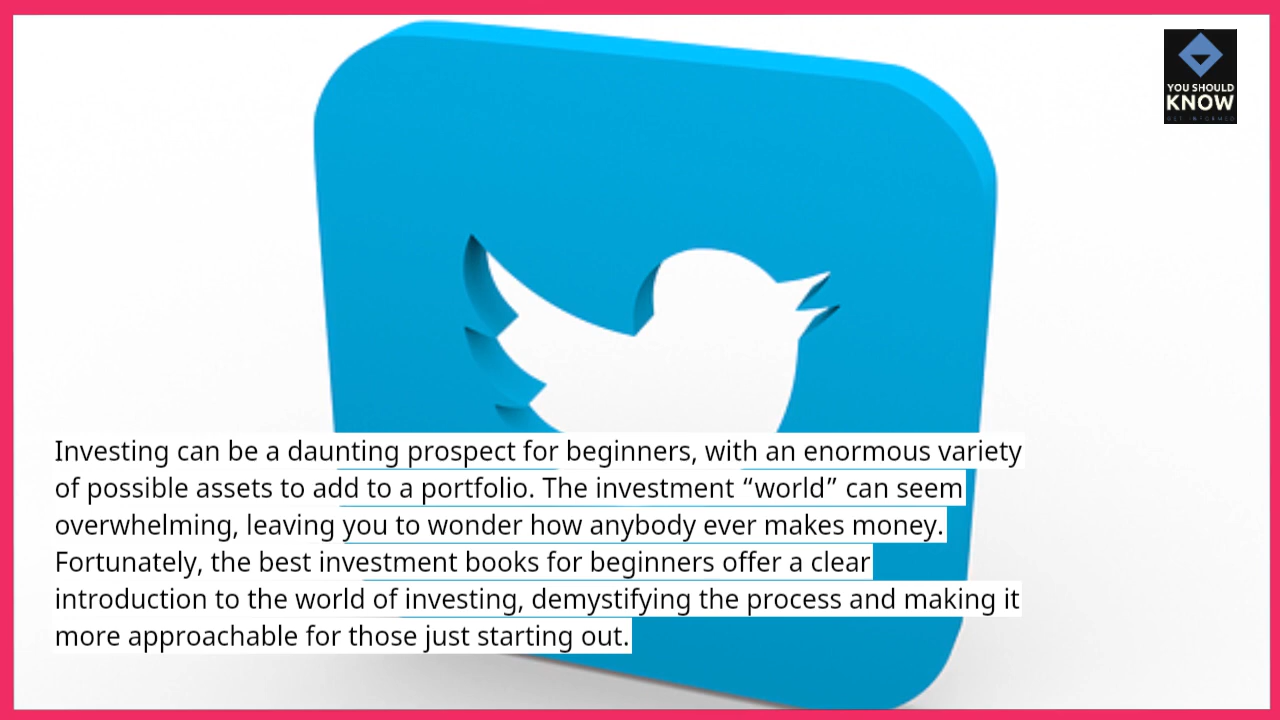 YOU SHOULD
KNOW
GET INFORMED
Investing can be a daunting prospect for beginners, with an enormous variety
of possible assets to add to a portfolio. The investment “world” can seem
overwhelming, leaving you to wonder how anybody ever makes money.
Fortunately, the best investment books for beginners offer a clear
introduction to the world of investing, demystifying the process and making it
more approachable for those just starting out.